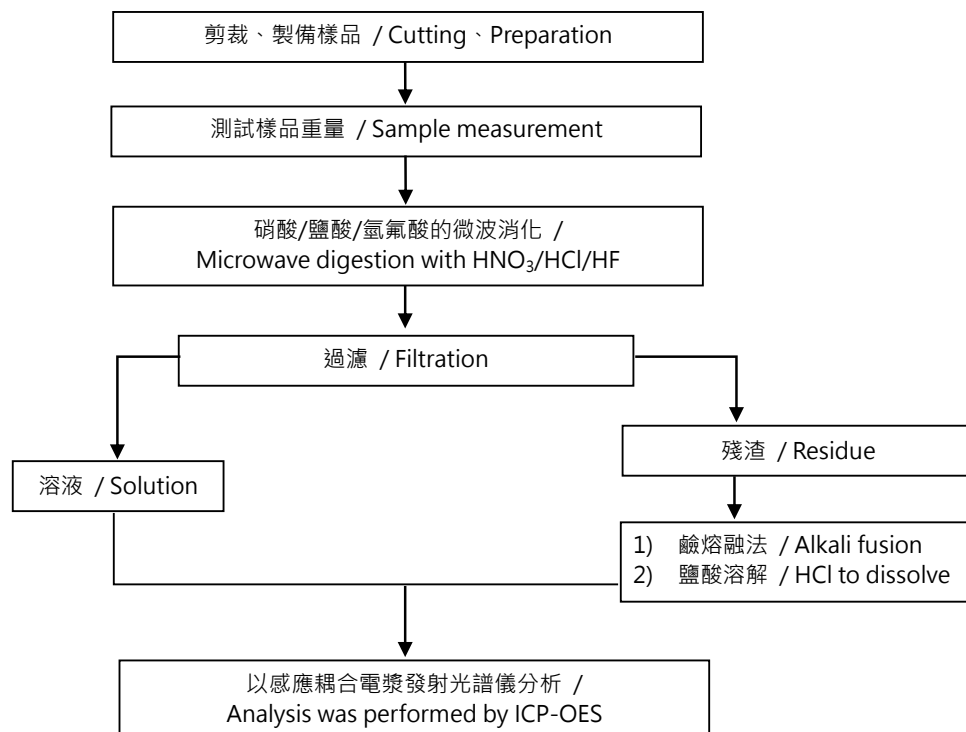 剪裁、製備樣品 / Cutting、Preparation
測試樣品重量 / Sample measurement
硝酸/鹽酸/氫氟酸的微波消化 /
Microwave digestion with HNO₃/HCl/HF
過濾 / Filtration
溶液 / Solution
殘渣 / Residue
1) 鹼熔融法 / Alkali fusion
2) 鹽酸溶解 / HCl to dissolve
以感應耦合電漿發射光譜儀分析 /
Analysis was performed by ICP-OES